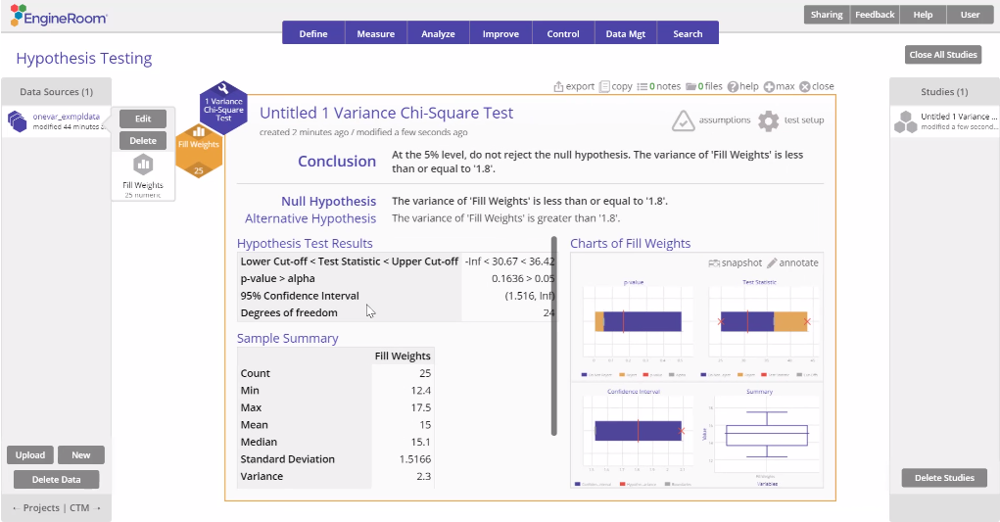 EngineRoom
Sharing Feedback Help User
Define Measure Analyze Improve Control Data Mgt Search
Hypothesis Testing
Close All Studies
Data Sources (1)
onevar_exmpldata
modified 44 minutes
Edit
Delete
Fill Weights
25 numeric
1 Variance
Chi-Square
Test
Fill Weights
25
export copy 0 notes 0 files help max close
Untitled 1 Variance Chi-Square Test
created 2 minutes ago / modified a few seconds ago
assumptions test setup
Conclusion
At the 5% level, do not reject the null hypothesis. The variance of 'Fill Weights' is less
than or equal to '1.8'.
Null Hypothesis The variance of 'Fill Weights' is less than or equal to '1.8'.
Alternative Hypothesis The variance of 'Fill Weights' is greater than '1.8'.
Hypothesis Test Results
Lower Cut-off < Test Statistic < Upper Cut-off -Inf < 30.67 < 36.42
p-value > alpha 0.1636 > 0.05
95% Confidence Interval (1.516, Inf)
Degrees of freedom 24
Sample Summary
Fill Weights
Count 25
Min 12.4
Max 17.5
Mean 15
Median 15.1
Standard Deviation 1.5166
Variance 2.3
Charts of Fill Weights
snapshot annotate
p-value
Test Statistic
Confidence Interval
Summary
Value
Variables
Studies (1)
Untitled 1 Variance ...
modified a few second...
Upload New
Delete Data
← Projects | CTM →
Delete Studies